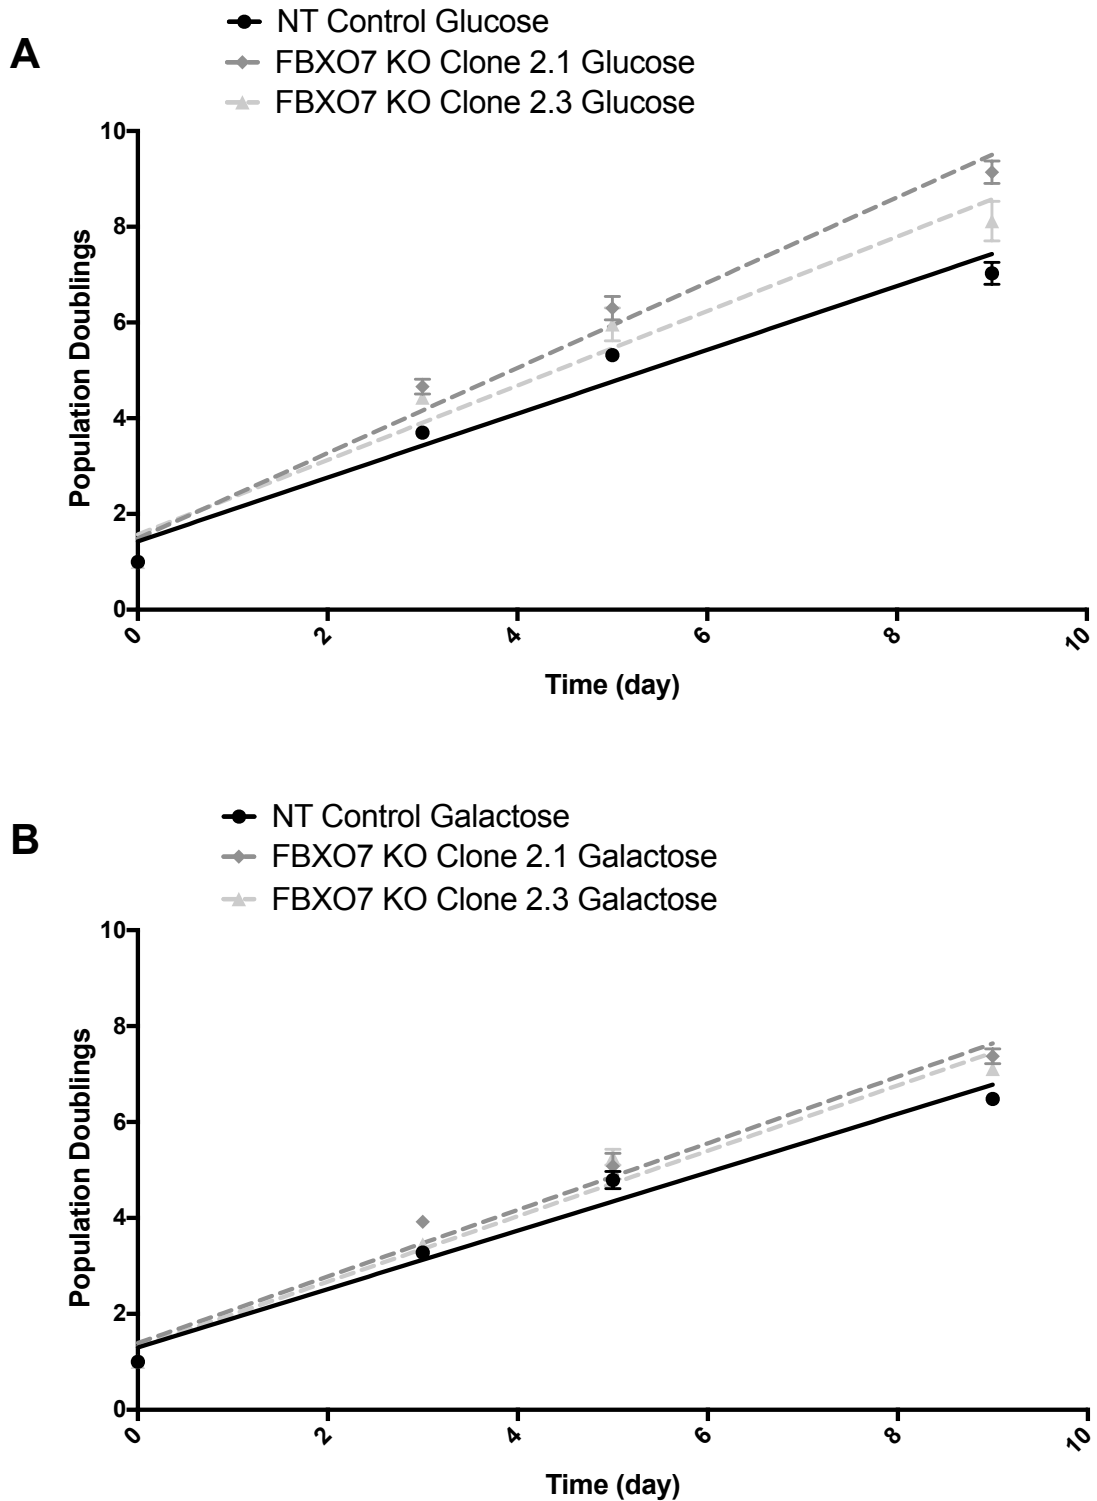 A
NT Control Glucose
FBXO7 KO Clone 2.1 Glucose
FBXO7 KO Clone 2.3 Glucose
10
8
6
4
2
0
Population Doublings
0 2 4 6 8 10
Time (day)
B
NT Control Galactose
FBXO7 KO Clone 2.1 Galactose
FBXO7 KO Clone 2.3 Galactose
10
8
6
4
2
0
Population Doublings
0 2 4 6 8 10
Time (day)